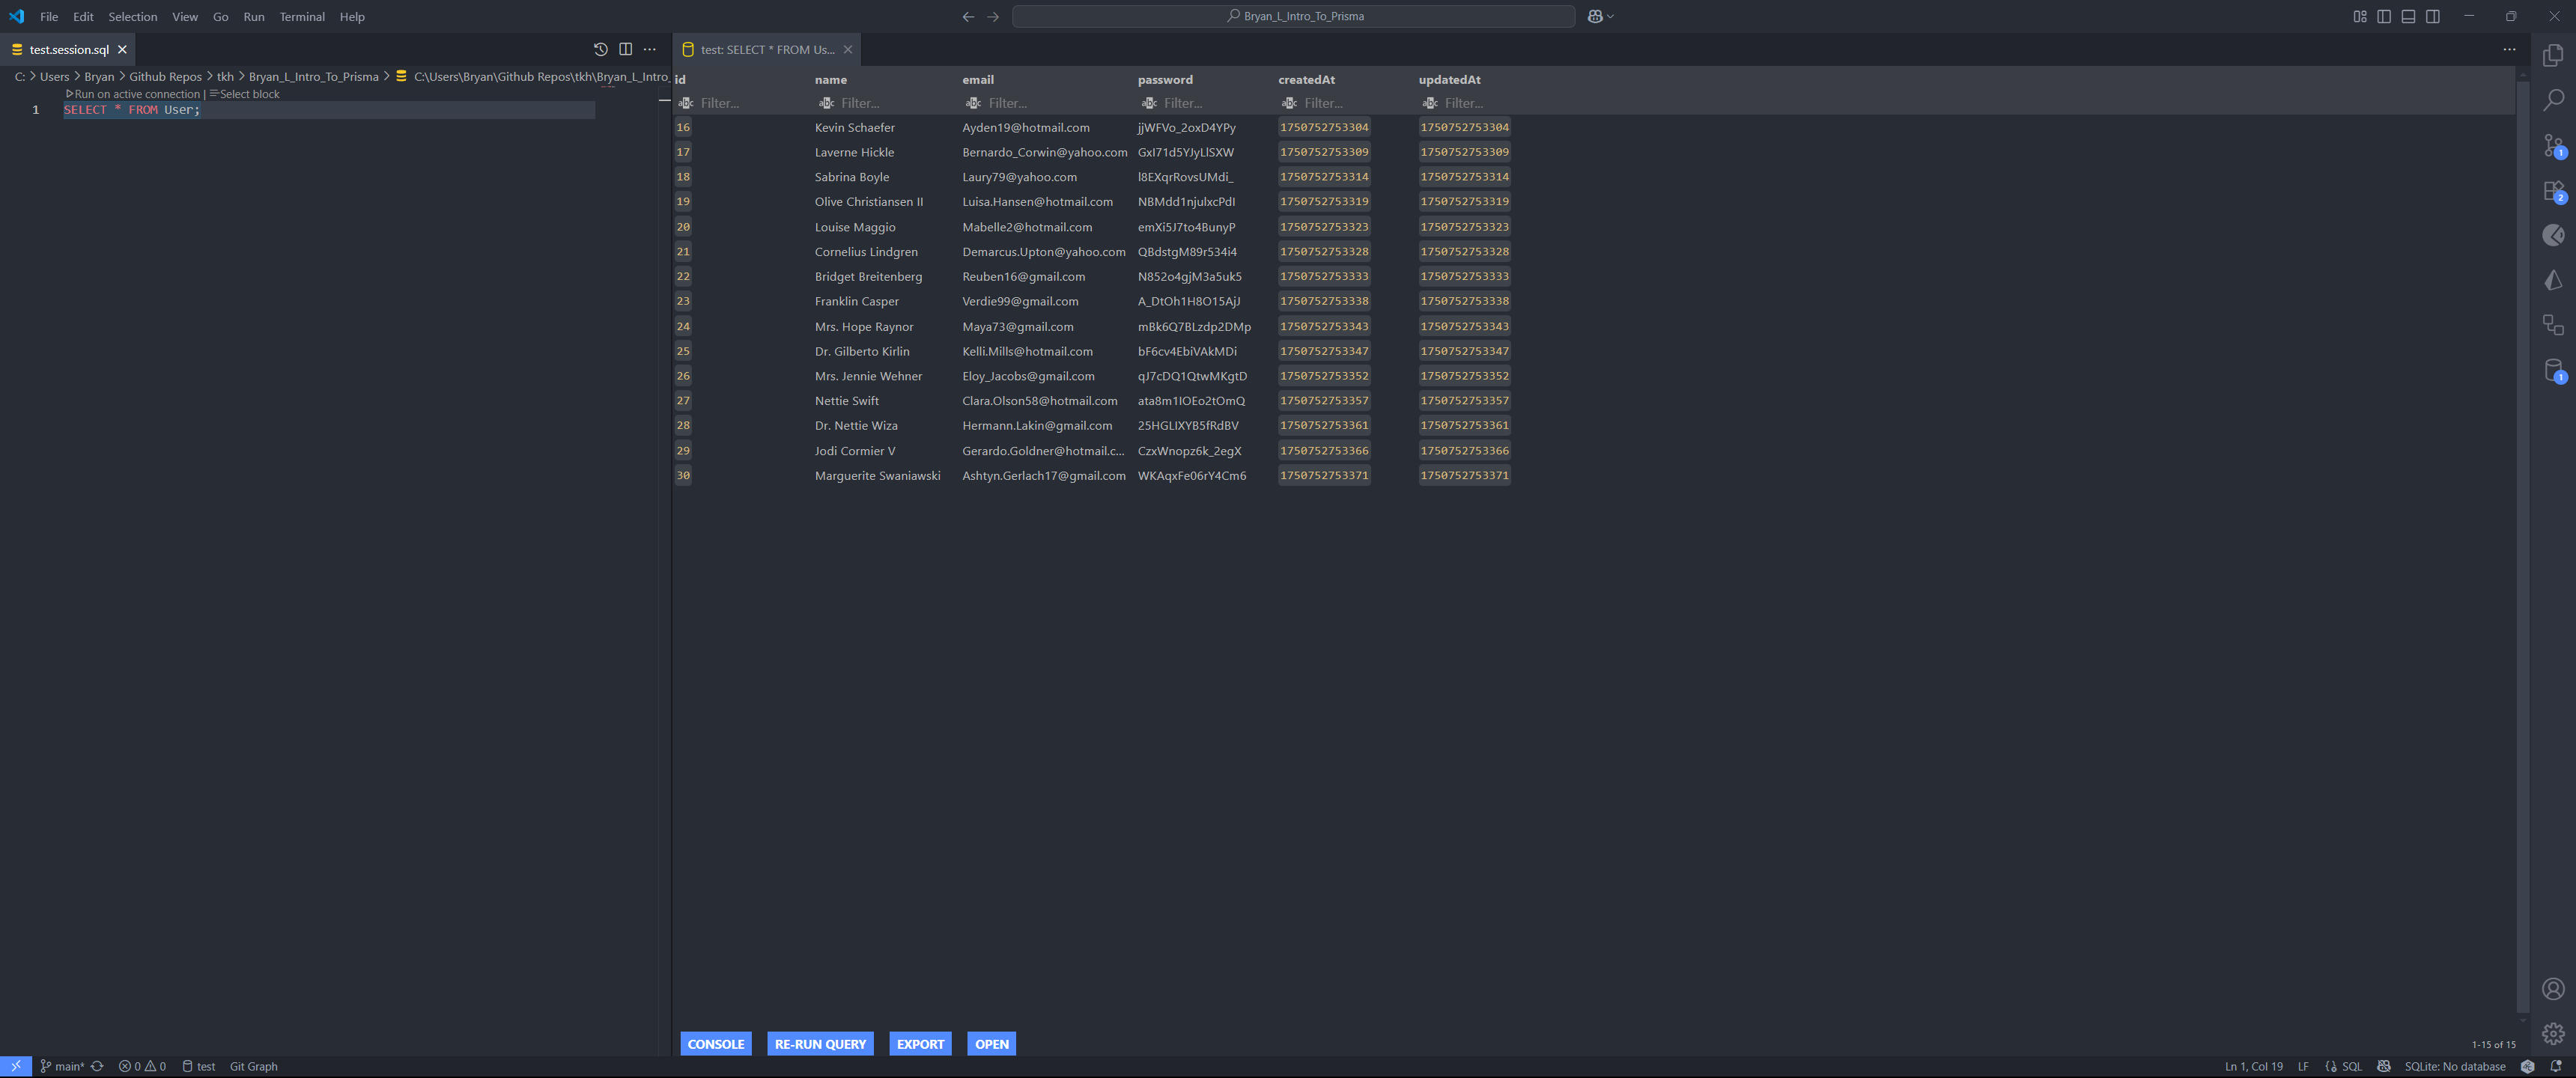 File Edit Selection View Go Run Terminal Help
Bryan_L_Intro_To_Prisma
test.session.sql
test: SELECT * FROM Us...
C: > Users > Bryan > Github Repos > tkh > Bryan_L_Intro_To_Prisma > C:\Users\Bryan\Github Repos\tkh\Bryan_L_Intro_
Run on active connection | Select block
1 SELECT * FROM User;
id name email password createdAt updatedAt
abc Filter... abc Filter... abc Filter... abc Filter... abc Filter... abc Filter...
16 Kevin Schaefer Ayden19@hotmail.com jjWFVo_2oxD4YPy 1750752753304 1750752753304
17 Laverne Hickle Bernardo_Corwin@yahoo.com 1750752753309 1750752753309
18 Sabrina Boyle Laury79@yahoo.com 1750752753314 1750752753314
19 Olive Christiansen II Luisa.Hansen@hotmail.com 1750752753319 1750752753319
20 Louise Maggio Mabelle2@hotmail.com emXi5J7to4BunyP 1750752753323 1750752753323
21 Cornelius Lindgren Demarcus.Upton@yahoo.com QBdstgM89r534i4 1750752753328 1750752753328
22 Bridget Breitenberg Reuben16@gmail.com N852o4gjM3a5uk5 1750752753333 1750752753333
23 Franklin Casper Verdie99@gmail.com A_DtOh1H8O15AjJ 1750752753338 1750752753338
24 Mrs. Hope Raynor Maya73@gmail.com mBk6Q7BLzdp2DMp 1750752753343 1750752753343
25 Dr. Gilberto Kirlin Kelli.Mills@hotmail.com bF6cv4EbiVAkMDi 1750752753347 1750752753347
26 Mrs. Jennie Wehner Eloy_Jacobs@gmail.com qJ7cDQ1QtwMKgtD 1750752753352 1750752753352
27 Nettie Swift Clara.Olson58@hotmail.com 1750752753357 1750752753357
28 Dr. Nettie Wiza Hermann.Lakin@gmail.com 1750752753361 1750752753361
29 Jodi Cormier V Gerardo.Goldner@hotmail.c... CzxWnopz6k_2egX 1750752753366 1750752753366
30 Marguerite Swaniawski Ashtyn.Gerlach17@gmail.com WKAqxFe06rY4Cm6 1750752753371 1750752753371
CONSOLE RE-RUN QUERY EXPORT OPEN
1-15 of 15
main* 0 0 test Git Graph
Ln 1, Col 19 LF SQL SQLite: No database
1
2
1